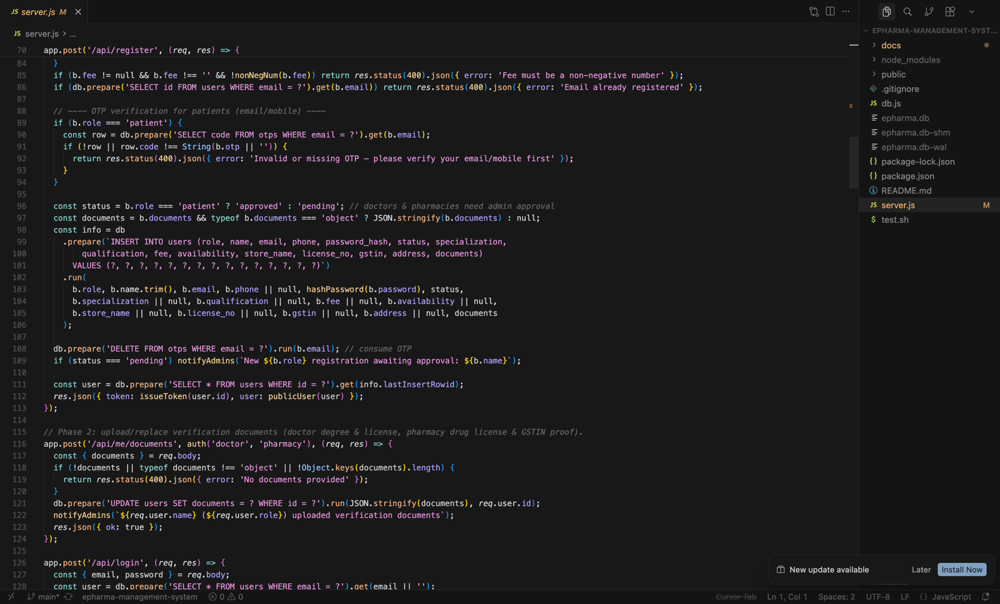 JS server.js M ×
JS server.js > ...
70 app.post('/api/register', (req, res) => {
84 }
85 if (b.fee != null && b.fee !== '' && !nonNegNum(b.fee)) return res.status(400).json({ error: 'Fee must be a non-negative number' });
86 if (db.prepare('SELECT id FROM users WHERE email = ?').get(b.email)) return res.status(400).json({ error: 'Email already registered' });
87
88 // ---- OTP verification for patients (email/mobile) ----
89 if (b.role === 'patient') {
90 const row = db.prepare('SELECT code FROM otps WHERE email = ?').get(b.email);
91 if (!row || row.code !== String(b.otp || '')) {
92 return res.status(400).json({ error: 'Invalid or missing OTP — please verify your email/mobile first' });
93 }
94 }
95
96 const status = b.role === 'patient' ? 'approved' : 'pending'; // doctors & pharmacies need admin approval
97 const documents = b.documents && typeof b.documents === 'object' ? JSON.stringify(b.documents) : null;
98 const info = db
99 .prepare(`INSERT INTO users (role, name, email, phone, password_hash, status, specialization,
100 qualification, fee, availability, store_name, license_no, gstin, address, documents)
101 VALUES (?, ?, ?, ?, ?, ?, ?, ?, ?, ?, ?, ?, ?, ?, ?)`)
102 .run(
103 b.role, b.name.trim(), b.email, b.phone || null, hashPassword(b.password), status,
104 b.specialization || null, b.qualification || null, b.fee || null, b.availability || null,
105 b.store_name || null, b.license_no || null, b.gstin || null, b.address || null, documents
106 );
107
108 db.prepare('DELETE FROM otps WHERE email = ?').run(b.email); // consume OTP
109 if (status === 'pending') notifyAdmins(`New ${b.role} registration awaiting approval: ${b.name}`);
110
111 const user = db.prepare('SELECT * FROM users WHERE id = ?').get(info.lastInsertRowid);
112 res.json({ token: issueToken(user.id), user: publicUser(user) });
113 });
114
115 // Phase 2: upload/replace verification documents (doctor degree & license, pharmacy drug license & GSTIN proof).
116 app.post('/api/me/documents', auth('doctor', 'pharmacy'), (req, res) => {
117 const { documents } = req.body;
118 if (!documents || typeof documents !== 'object' || !Object.keys(documents).length) {
119 return res.status(400).json({ error: 'No documents provided' });
120 }
121 db.prepare('UPDATE users SET documents = ? WHERE id = ?').run(JSON.stringify(documents), req.user.id);
122 notifyAdmins(`${req.user.name} (${req.user.role}) uploaded verification documents`);
123 res.json({ ok: true });
124 });
125
126 app.post('/api/login', (req, res) => {
127 const { email, password } = req.body;
128 const user = db.prepare('SELECT * FROM users WHERE email = ?').get(email || '');
EPHARMA-MANAGEMENT-SYST...
docs
node_modules
public
.gitignore
JS db.js
epharma.db
epharma.db-shm
epharma.db-wal
{} package-lock.json
{} package.json
README.md
JS server.js M
$ test.sh
New update available Later Install Now
main* epharma-management-system 0 0 Cursor Tab Ln 1, Col 1 Spaces: 2 UTF-8 LF {} JavaScript